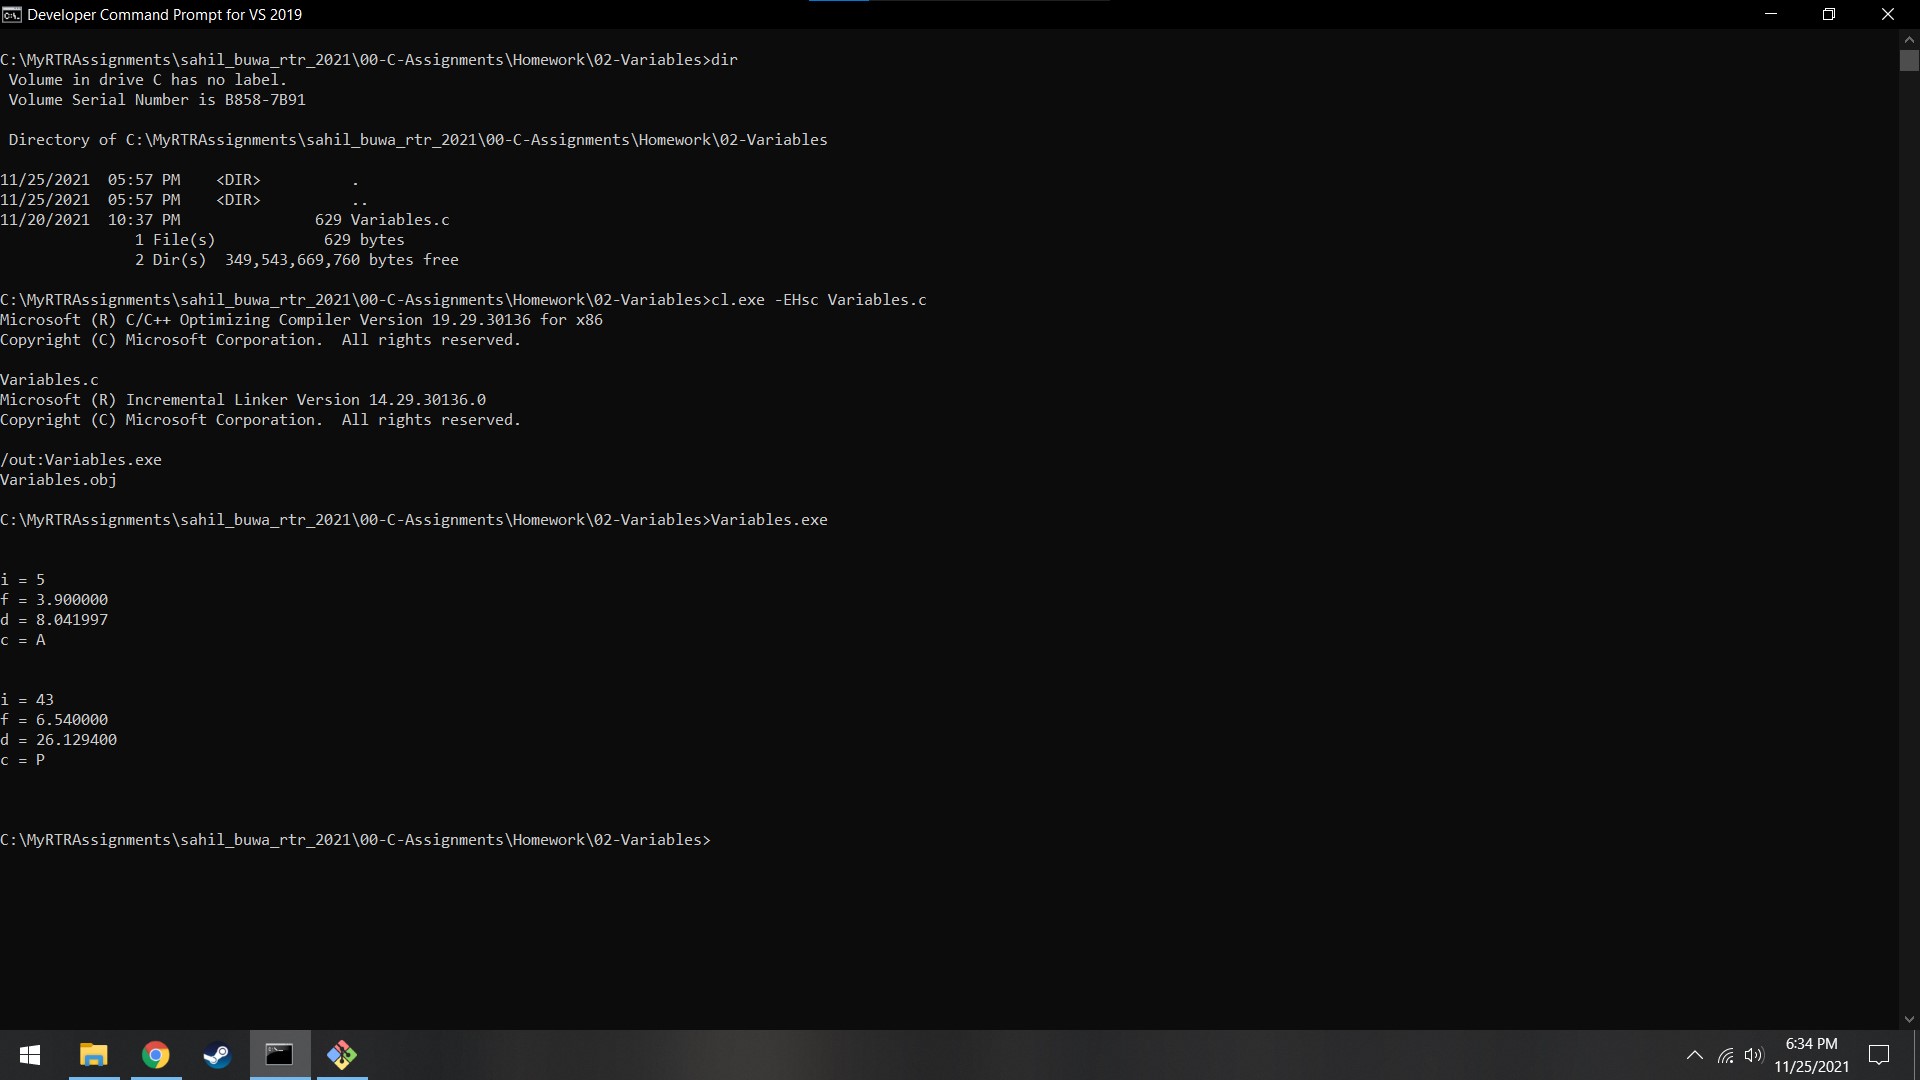 Developer Command Prompt for VS 2019
C:\MyRTRAssignments\sahil_buwa_rtr_2021\00-C-Assignments\Homework\02-Variables>dir
 Volume in drive C has no label.
 Volume Serial Number is B858-7B91
 Directory of C:\MyRTRAssignments\sahil_buwa_rtr_2021\00-C-Assignments\Homework\02-Variables
11/25/2021  05:57 PM    <DIR>          .
11/25/2021  05:57 PM    <DIR>          ..
11/20/2021  10:37 PM               629 Variables.c
               1 File(s)            629 bytes
               2 Dir(s)  349,543,669,760 bytes free
C:\MyRTRAssignments\sahil_buwa_rtr_2021\00-C-Assignments\Homework\02-Variables>cl.exe -EHsc Variables.c
Microsoft (R) C/C++ Optimizing Compiler Version 19.29.30136 for x86
Copyright (C) Microsoft Corporation.  All rights reserved.
Variables.c
Microsoft (R) Incremental Linker Version 14.29.30136.0
Copyright (C) Microsoft Corporation.  All rights reserved.
/out:Variables.exe
Variables.obj
C:\MyRTRAssignments\sahil_buwa_rtr_2021\00-C-Assignments\Homework\02-Variables>Variables.exe
i = 5
f = 3.900000
d = 8.041997
c = A
i = 43
f = 6.540000
d = 26.129400
c = P
C:\MyRTRAssignments\sahil_buwa_rtr_2021\00-C-Assignments\Homework\02-Variables>
6:34 PM
11/25/2021